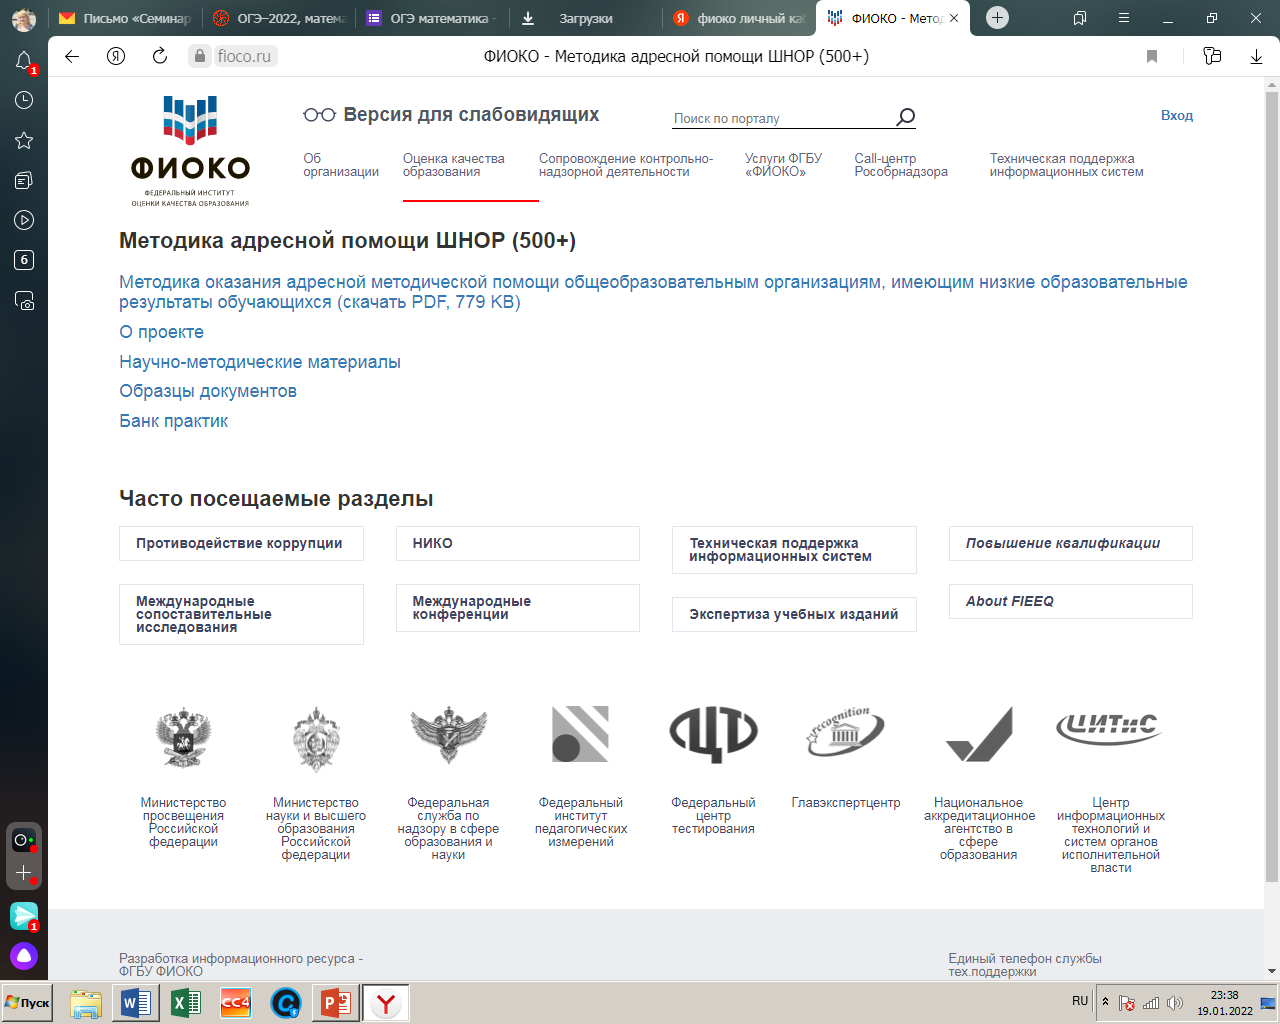 Письмо «Семинар
ОГЭ–2022, матема
ОГЭ математика -
Загрузки
фиоко личный каб
ФИОКО - Метод
1
fioco.ru
ФИОКО - Методика адресной помощи ШНОР (500+)
6
ФИОКО
ФЕДЕРАЛЬНЫЙ ИНСТИТУТ
ОЦЕНКИ КАЧЕСТВА ОБРАЗОВАНИЯ
Версия для слабовидящих
Поиск по порталу
Вход
Об
организации
Оценка качества
образования
Сопровождение контрольно-
надзорной деятельности
Услуги ФГБУ
«ФИОКО»
Call-центр
Рособрнадзора
Техническая поддержка
информационных систем
Методика адресной помощи ШНОР (500+)
Методика оказания адресной методической помощи общеобразовательным организациям, имеющим низкие образовательные
результаты обучающихся (скачать PDF, 779 KB)
О проекте
Научно-методические материалы
Образцы документов
Банк практик
Часто посещаемые разделы
Противодействие коррупции
НИКО
Техническая поддержка
информационных систем
Повышение квалификации
Международные
сопоставительные
исследования
Международные
конференции
Экспертиза учебных изданий
About FIEEQ
ЦТ
recognition
ЦИТиС
Министерство
просвещения
Российской
федерации
Министерство
науки и высшего
образования
Российской
федерации
Федеральная
служба по
надзору в сфере
образования и
науки
Федеральный
институт
педагогических
измерений
Федеральный
центр
тестирования
Главэкспертцентр
Национальное
аккредитационное
агентство в
сфере
образования
Центр
информационных
технологий и
систем органов
исполнительной
власти
1
Разработка информационного ресурса -
ФГБУ ФИОКО
Единый телефон службы
тех.поддержки
Пуск
CC4
RU
23:38
19.01.2022